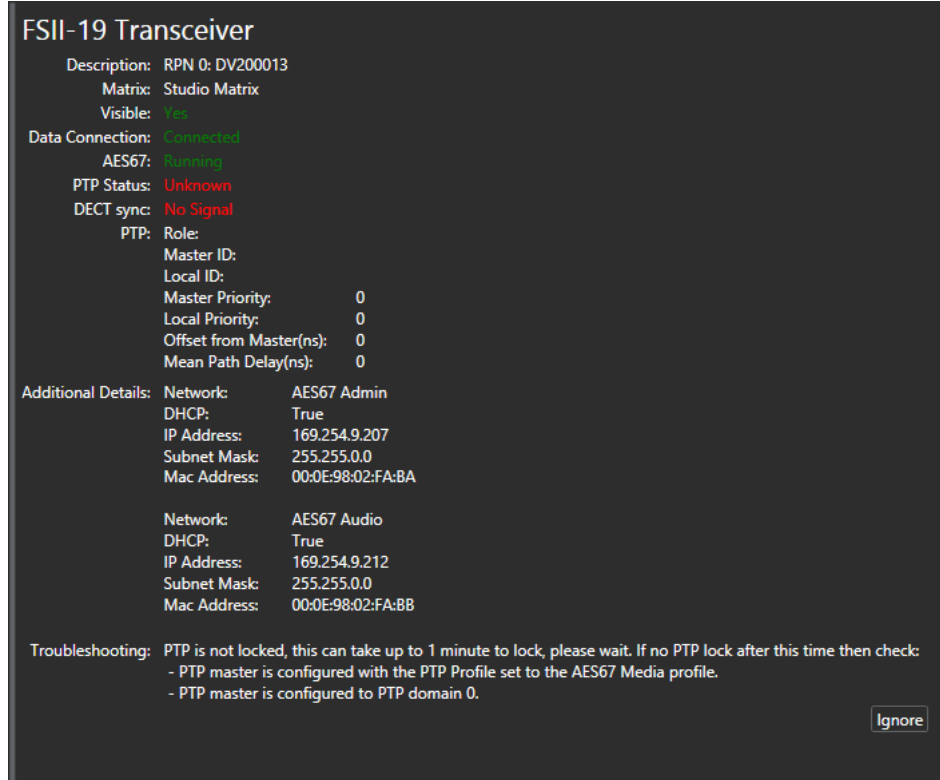 FSII-19 Transceiver
Description: RPN 0: DV200013
Matrix: Studio Matrix
Visible: Yes
Data Connection: Connected
AES67: Running
PTP Status: Unknown
DECT sync: No Signal
PTP: Role:
Master ID:
Local ID:
Master Priority: 0
Local Priority: 0
Offset from Master(ns): 0
Mean Path Delay(ns): 0
Additional Details: Network: AES67 Admin
DHCP: True
IP Address: 169.254.9.207
Subnet Mask: 255.255.0.0
Mac Address: 00:0E:98:02:FA:BA
Network: AES67 Audio
DHCP: True
IP Address: 169.254.9.212
Subnet Mask: 255.255.0.0
Mac Address: 00:0E:98:02:FA:BB
Troubleshooting: PTP is not locked, this can take up to 1 minute to lock, please wait. If no PTP lock after this time then check:
- PTP master is configured with the PTP Profile set to the AES67 Media profile.
- PTP master is configured to PTP domain 0.
Ignore